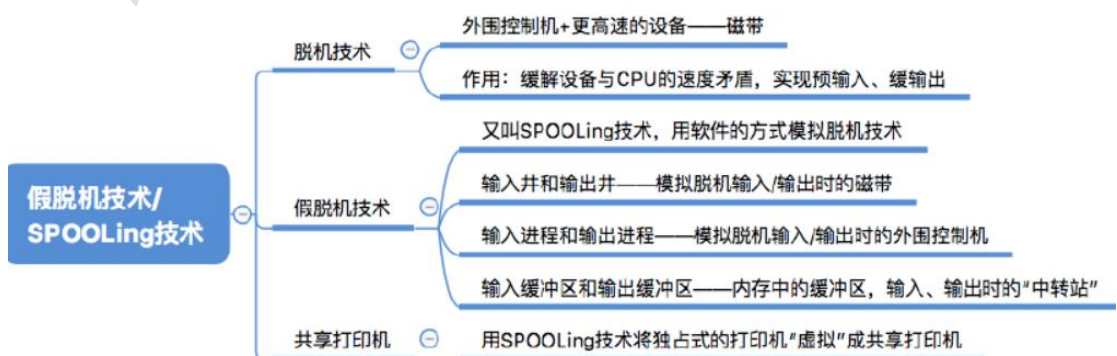 外围控制机+更高速的设备——磁带
脱机技术
作用：缓解设备与CPU的速度矛盾，实现预输入、缓输出
又叫SPOOLing技术，用软件的方式模拟脱机技术
输入井和输出井——模拟脱机输入/输出时的磁带
假脱机技术/
SPOOLing技术
假脱机技术
输入进程和输出进程——模拟脱机输入/输出时的外围控制机
输入缓冲区和输出缓冲区——内存中的缓冲区，输入、输出时的“中转站”
共享打印机
用SPOOLing技术将独占式的打印机“虚拟”成共享打印机